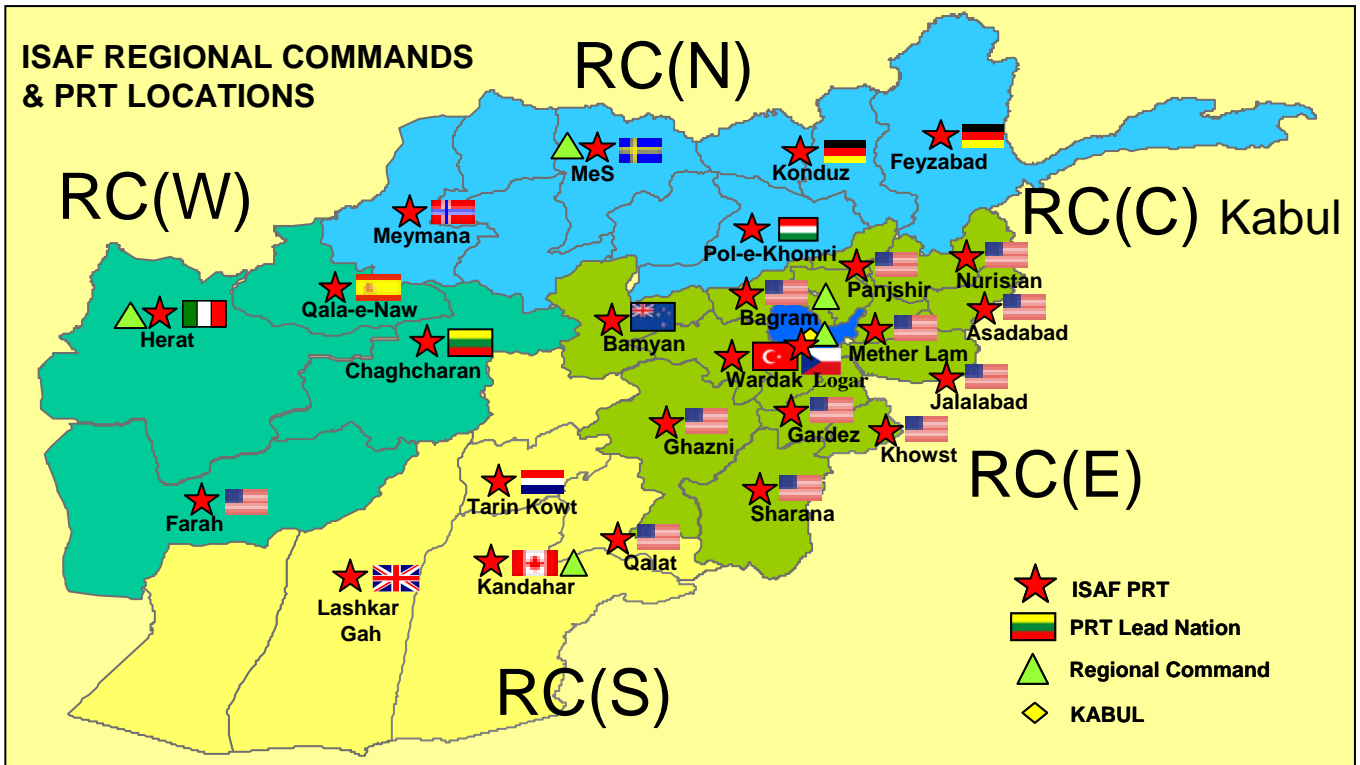 ISAF REGIONAL COMMANDS
& PRT LOCATIONS
RC(N)
RC(W)
RC(C) Kabul
RC(E)
RC(S)
MeS
Konduz
Feyzabad
Meymana
Pol-e-Khomri
Qala-e-Naw
Herat
Chaghcharan
Farah
Bamyan
Bagram
Panjshir
Nuristan
Asadabad
Mether Lam
Wardak
Logar
Jalalabad
Ghazni
Gardez
Khowst
Sharana
Tarin Kowt
Qalat
Kandahar
Lashkar
Gah
ISAF PRT
PRT Lead Nation
Regional Command
KABUL